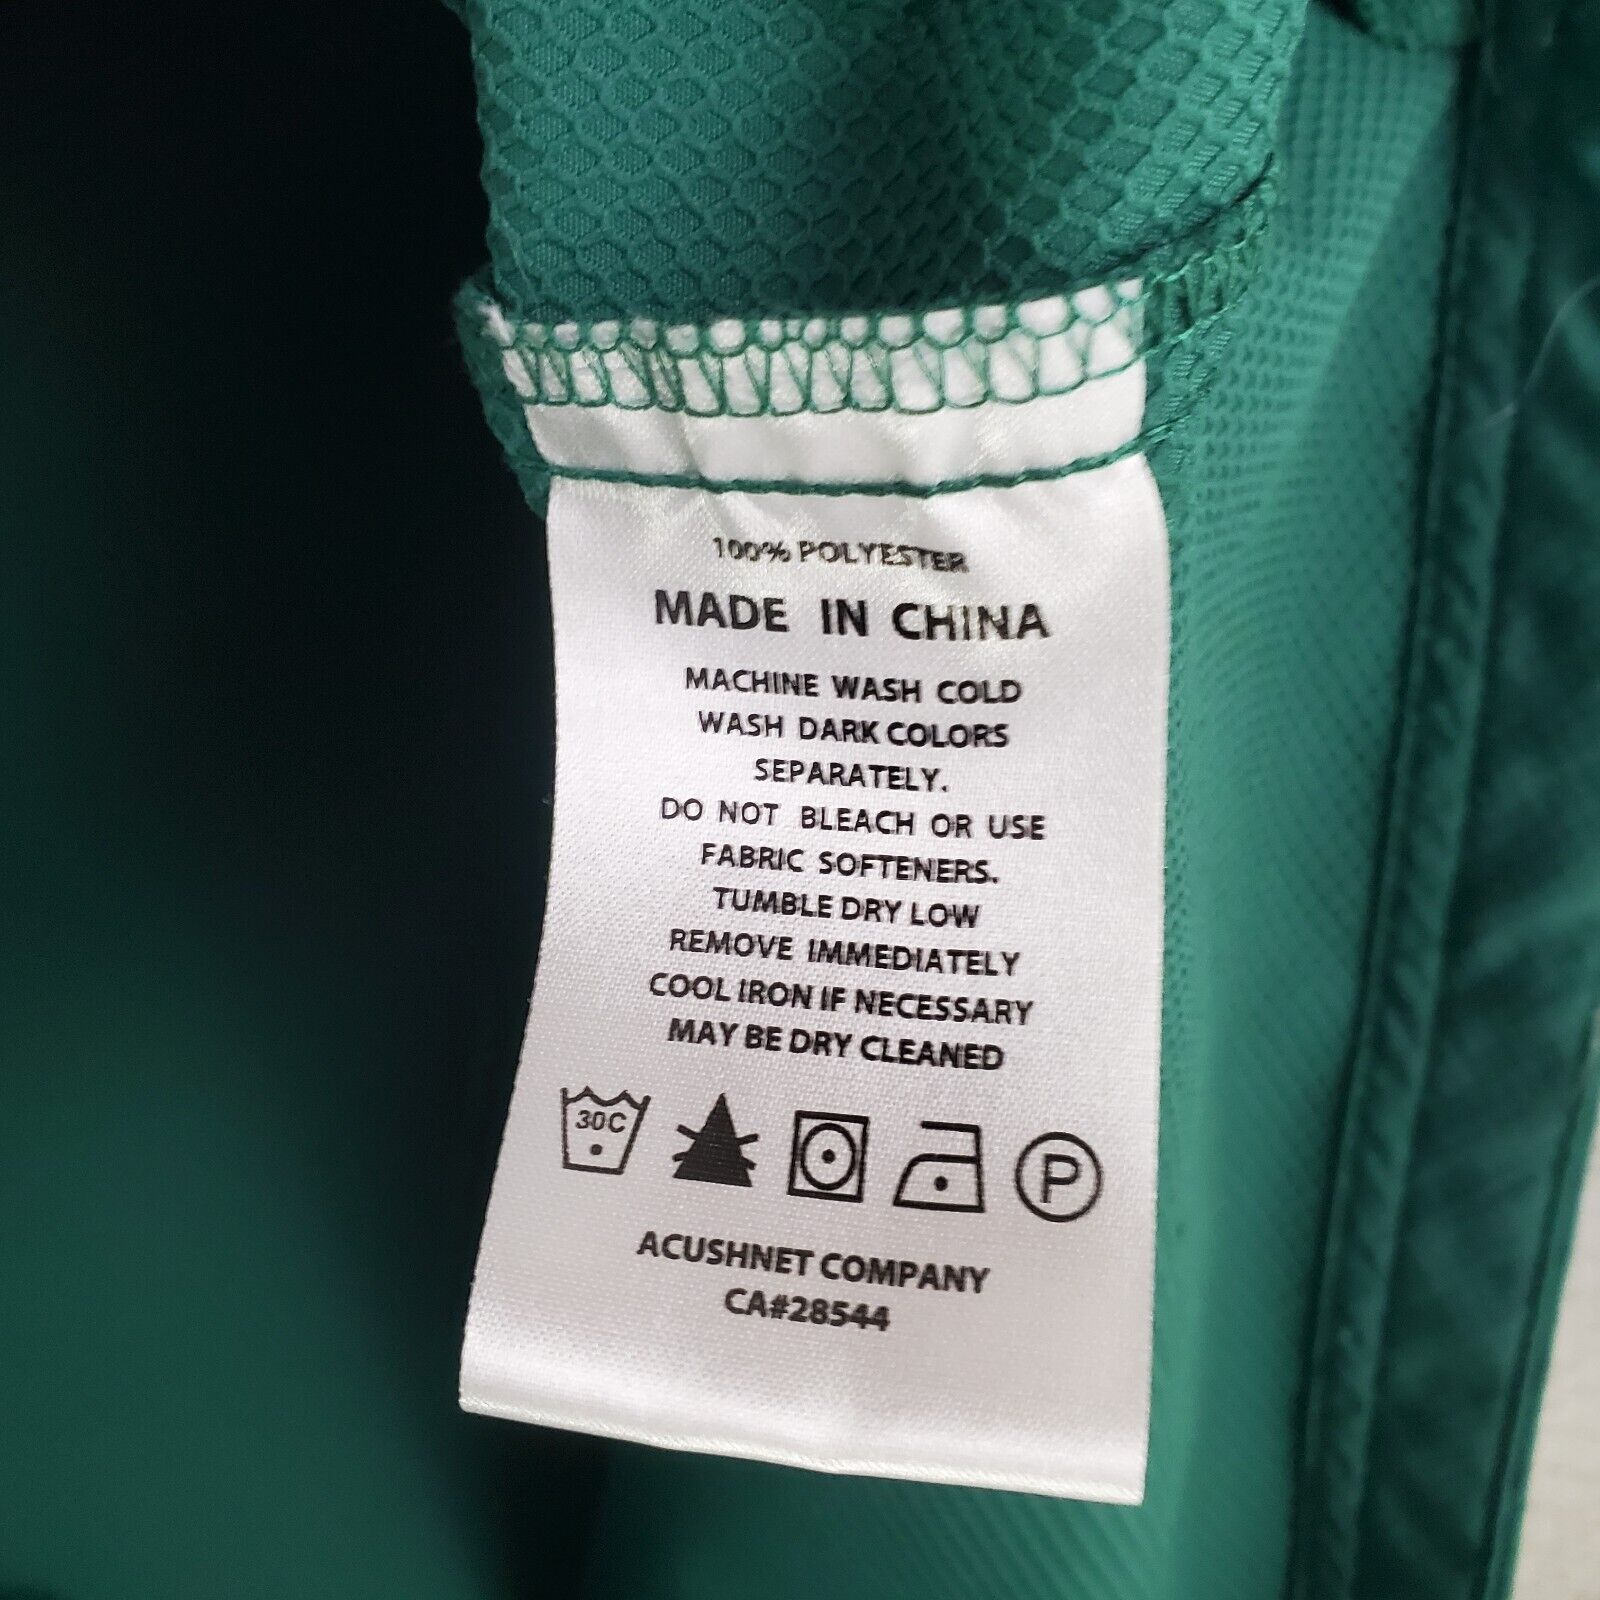 100% POLYESTER
MADE IN CHINA
MACHINE WASH COLD
WASH DARK COLORS
SEPARATELY.
DO NOT BLEACH OR USE
FABRIC SOFTENERS.
TUMBLE DRY LOW
REMOVE IMMEDIATELY
COOL IRON IF NECESSARY
MAY BE DRY CLEANED
30C P
ACUSHNET COMPANY
CA#28544